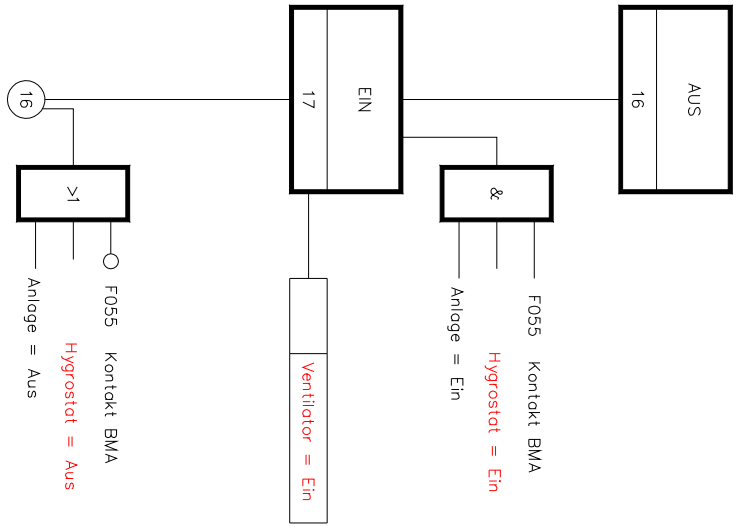 AUS
16
F055 Kontakt BMA
&
Hygrostat = Ein
Anlage = Ein
EIN
17
Ventilator = Ein
F055 Kontakt BMA
>1
Hygrostat = Aus
Anlage = Aus
16